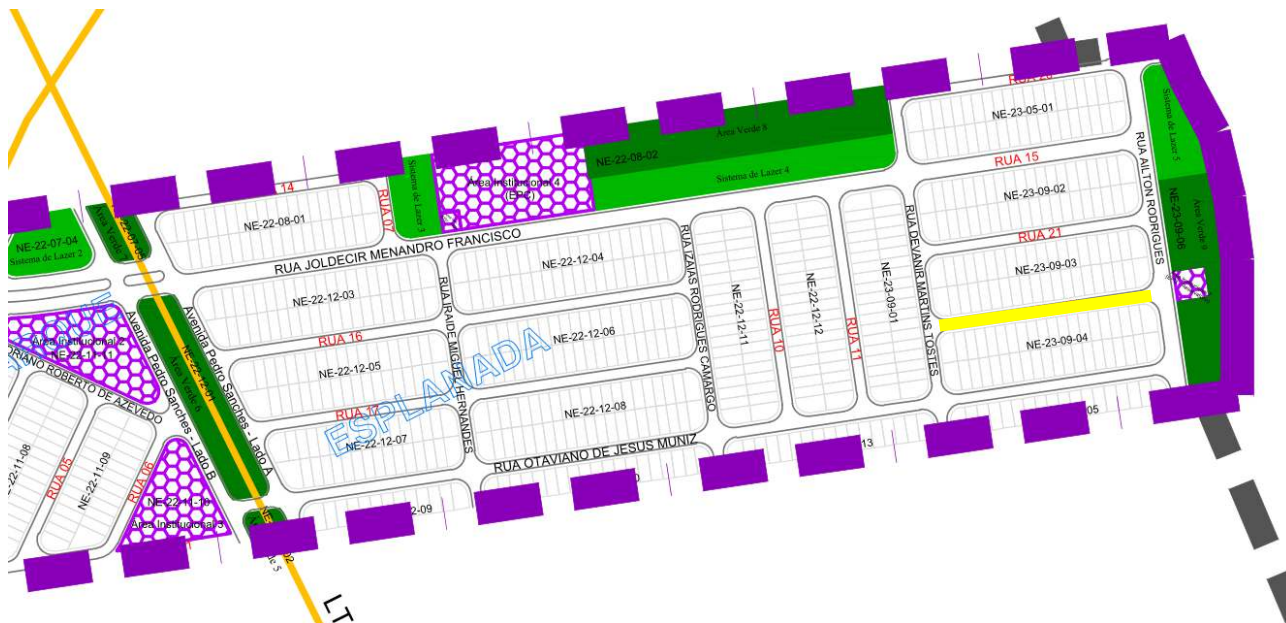 NE-23-05-01
RUA 15
Sistema de Lazer 5
RUA AILTON RODRIGUES
Área Verde 8
NE-22-08-02
Sistema de Lazer 4
Sistema de Lazer 3
Área Institucional 4
(EPC)
14
NE-22-08-01
RUA 07
RUA JOLDECIR MENANDRO FRANCISCO
NE-22-07-04
Sistema de Lazer 2
NE-23-09-02
RUA 21
NE-23-09-03
NE-23-09-04
NE-23-09-06
Área Verde 9
RUA DEVANIR MARTINS TOSTES
NE-23-09-01
RUA 11
NE-22-12-12
RUA 10
NE-22-12-11
RUA IZAIAS RODRIGUES CAMARGO
NE-22-12-04
NE-22-12-03
RUA IRAIDE MIGUEL HERNANDES
RUA 16
NE-22-12-06
NE-22-12-05
ESPLANADA
RUA 17
NE-22-12-08
NE-22-12-07
RUA OTAVIANO DE JESUS MUNIZ
Avenida Pedro Sanches - Lado A
NE-22-12-01
Área Verde 6
Avenida Pedro Sanches - Lado B
Área Institucional 2
NE-22-11-11
ROBERTO DE AZEVEDO
22-11-08
RUA 05
NE-22-11-09
RUA 06
NE-22-11-10
Área Institucional 3
2-09
13
05
LT